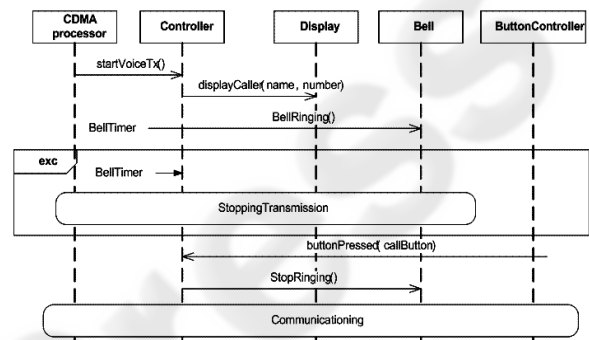 CDMA
processor
Controller
Display
Bell
ButtonController
startVoiceTx()
displayCaller( name , number)
BellRinging()
BellTimer
exc
BellTimer
StoppingTransmission
buttonPressed( callButton)
StopRinging()
Communicationing